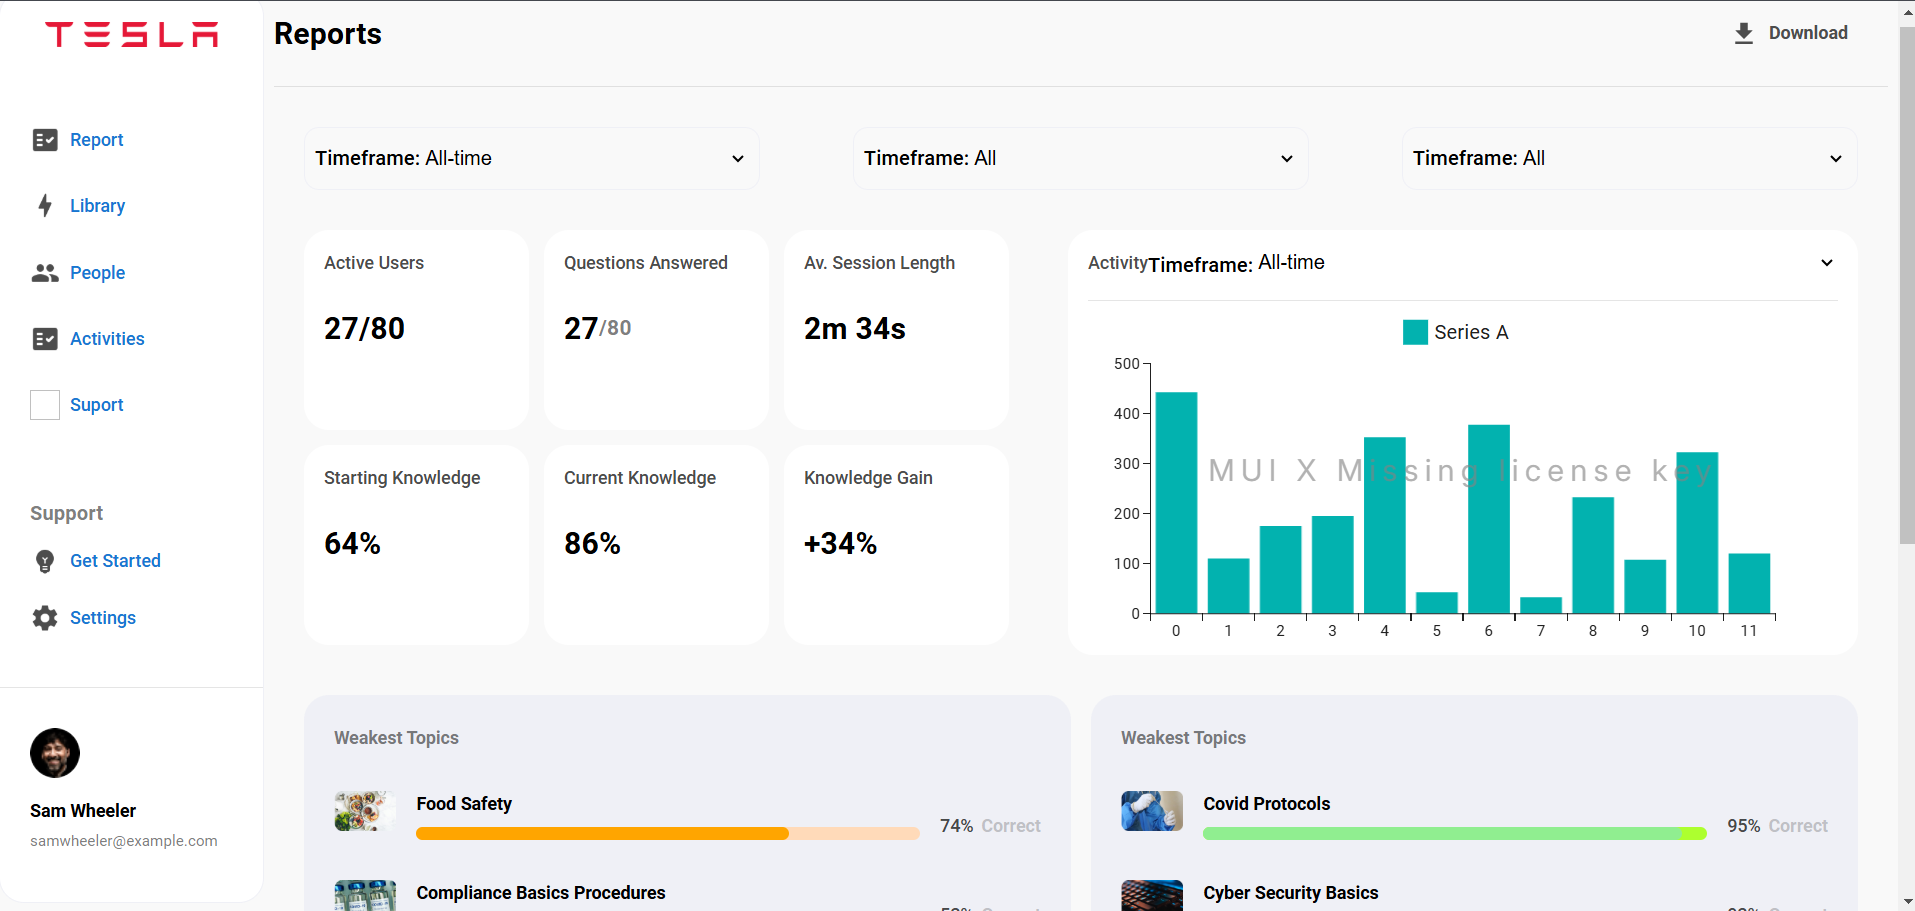 TESLA
Reports
Download
Report
Library
People
Activities
Suport
Support
Get Started
Settings
Sam Wheeler
samwheeler@example.com
Timeframe: All-time
Timeframe: All
Timeframe: All
Active Users
27/80
Questions Answered
27/80
Av. Session Length
2m 34s
Starting Knowledge
64%
Current Knowledge
86%
Knowledge Gain
+34%
Activity Timeframe: All-time
Series A
500
400
300
200
100
0
MUI X Missing license key
0 1 2 3 4 5 6 7 8 9 10 11
Weakest Topics
Food Safety
74% Correct
Compliance Basics Procedures
Weakest Topics
Covid Protocols
95% Correct
Cyber Security Basics